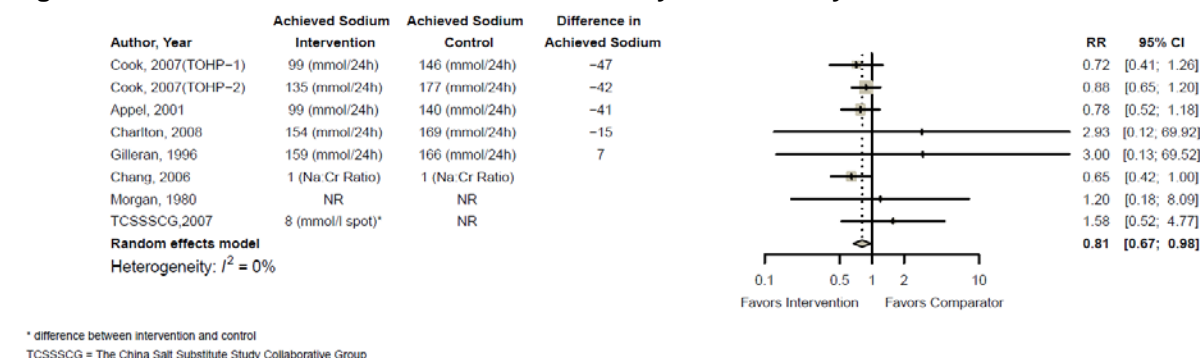 Achieved Sodium Achieved Sodium Difference in
Author, Year Intervention Control Achieved Sodium RR 95% CI
Cook, 2007(TOHP−1) 99 (mmol/24h) 146 (mmol/24h) −47 0.72 [0.41; 1.26]
Cook, 2007(TOHP−2) 135 (mmol/24h) 177 (mmol/24h) −42 0.88 [0.65; 1.20]
Appel, 2001 99 (mmol/24h) 140 (mmol/24h) −41 0.78 [0.52; 1.18]
Charlton, 2008 154 (mmol/24h) 169 (mmol/24h) −15 2.93 [0.12; 69.92]
Gilleran, 1996 159 (mmol/24h) 166 (mmol/24h) 7 3.00 [0.13; 69.52]
Chang, 2006 1 (Na:Cr Ratio) 1 (Na:Cr Ratio) 0.65 [0.42; 1.00]
Morgan, 1980 NR NR 1.20 [0.18; 8.09]
TCSSSCG,2007 8 (mmol/l spot)* NR 1.58 [0.52; 4.77]
Random effects model 0.81 [0.67; 0.98]
Heterogeneity: I² = 0%
0.1 0.5 1 2 10
Favors Intervention Favors Comparator
* difference between intervention and control
TCSSSCG = The China Salt Substitute Study Collaborative Group